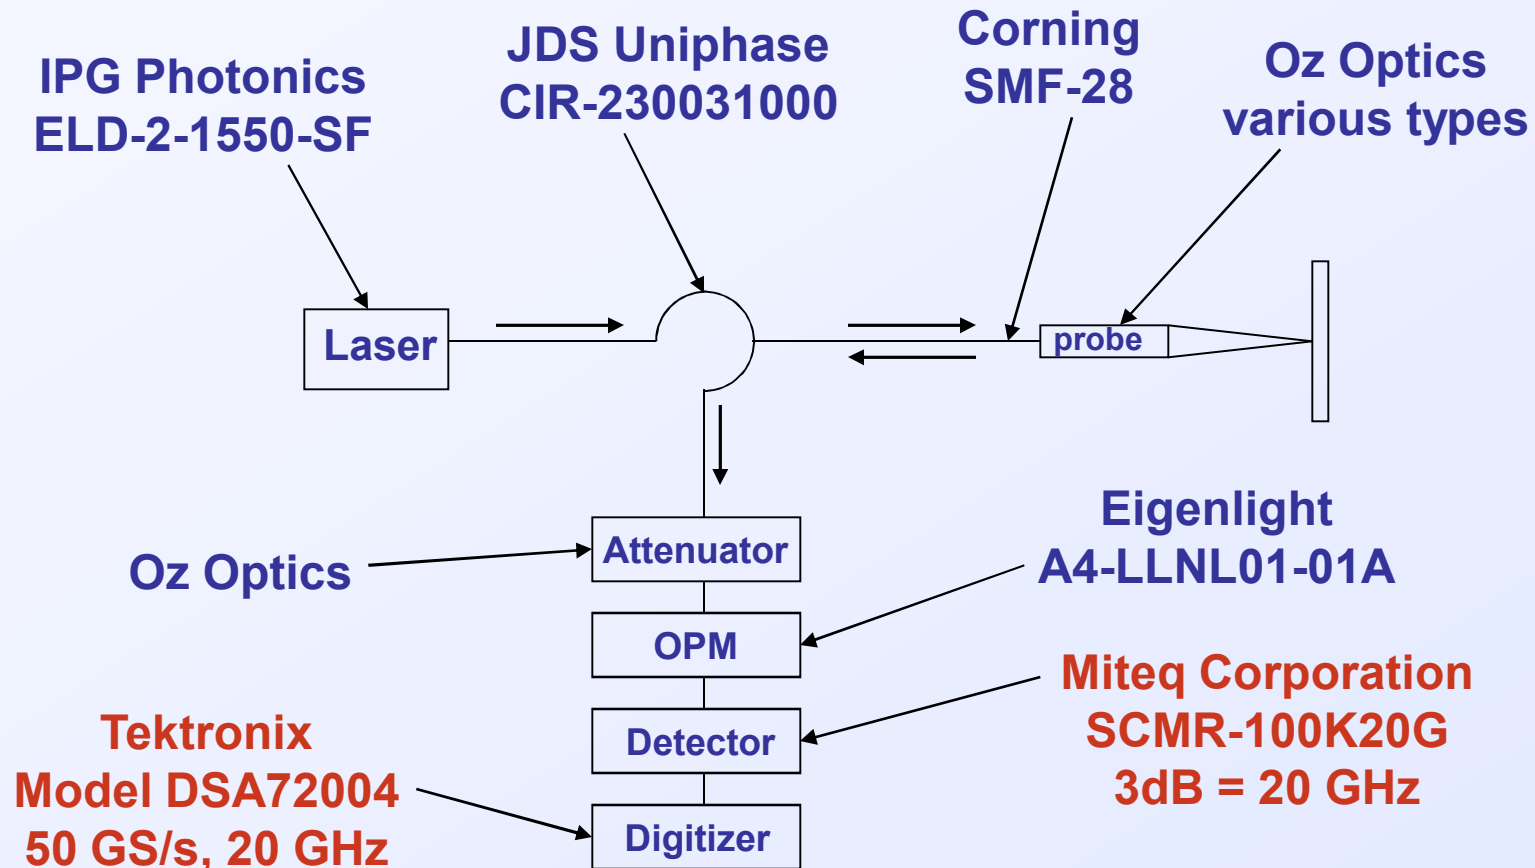 IPG Photonics
ELD-2-1550-SF
JDS Uniphase
CIR-230031000
Corning
SMF-28
Oz Optics
various types
Laser
probe
Oz Optics
Attenuator
Eigenlight
A4-LLNL01-01A
OPM
Miteq Corporation
SCMR-100K20G
3dB = 20 GHz
Detector
Tektronix
Model DSA72004
50 GS/s, 20 GHz
Digitizer